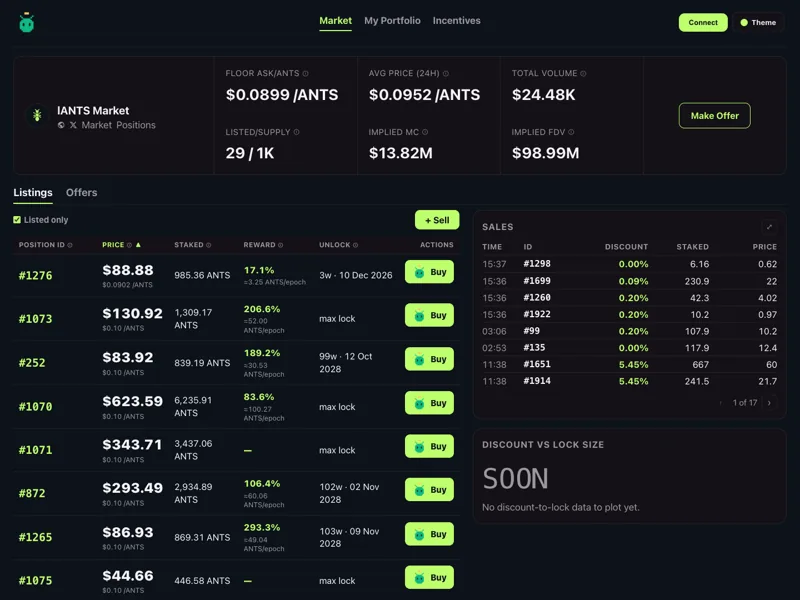 Market My Portfolio Incentives Connect Theme
IANTS Market
Market Positions
FLOOR ASK/ANTS
$0.0899 /ANTS
AVG PRICE (24H)
$0.0952 /ANTS
TOTAL VOLUME
$24.48K
LISTED/SUPPLY
29 / 1K
IMPLIED MC
$13.82M
IMPLIED FDV
$98.99M
Make Offer
Listings Offers
Listed only
+ Sell
POSITION ID PRICE ▲ STAKED REWARD UNLOCK ACTIONS
#1276 $88.88 $0.0902 /ANTS 985.36 ANTS 17.1% ≈3.25 ANTS/epoch 3w · 10 Dec 2026 Buy
#1073 $130.92 $0.10 /ANTS 1,309.17 ANTS 206.6% ≈52.00 ANTS/epoch max lock Buy
#252 $83.92 $0.10 /ANTS 839.19 ANTS 189.2% ≈30.53 ANTS/epoch 99w · 12 Oct 2028 Buy
#1070 $623.59 $0.10 /ANTS 6,235.91 ANTS 83.6% ≈100.27 ANTS/epoch max lock Buy
#1071 $343.71 $0.10 /ANTS 3,437.06 ANTS — max lock Buy
#872 $293.49 $0.10 /ANTS 2,934.89 ANTS 106.4% ≈60.06 ANTS/epoch 102w · 02 Nov 2028 Buy
#1265 $86.93 $0.10 /ANTS 869.31 ANTS 293.3% ≈49.04 ANTS/epoch 103w · 09 Nov 2028 Buy
#1075 $44.66 $0.10 /ANTS 446.58 ANTS — max lock Buy
SALES
TIME ID DISCOUNT STAKED PRICE
15:37 #1298 0.00% 6.16 0.62
15:36 #1699 0.09% 230.9 22
15:36 #1260 0.20% 42.3 4.02
15:36 #1922 0.20% 10.2 0.97
03:06 #99 0.20% 107.9 10.2
02:53 #135 0.00% 117.9 12.4
11:38 #1651 5.45% 667 60
11:38 #1914 5.45% 241.5 21.7
‹ 1 of 17 ›
DISCOUNT VS LOCK SIZE
SOON
No discount-to-lock data to plot yet.